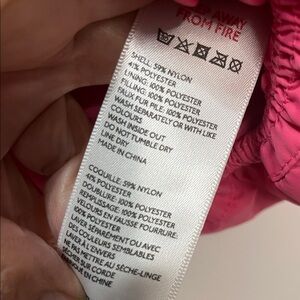 AWAY
FROM FIRE
SHELL: 59% NYLON
41% POLYESTER
LINING: 100% POLYESTER
FILLING: 100% POLYESTER
FAUX FUR PILE: 100% POLYESTER
WASH SEPARATELY OR WITH LIKE
COLOURS
WASH INSIDE OUT
DO NOT TUMBLE DRY
LINE DRY
MADE IN CHINA
COQUILLE: 59% NYLON
41% POLYESTER
DOUBLURE: 100% POLYESTER
REMPLISSAGE: 100% POLYESTER
VELOURS EN FAUSSE FOURRURE:
100% POLYESTER
LAVER SÉPARÉMENT OU AVEC
DES COULEURS SEMBLABLES
LAVER À L'ENVERS
NE PAS METTRE AU SÈCHE-LINGE
SÉCHER SUR CORDE
FABRIQUÉ EN CHINE